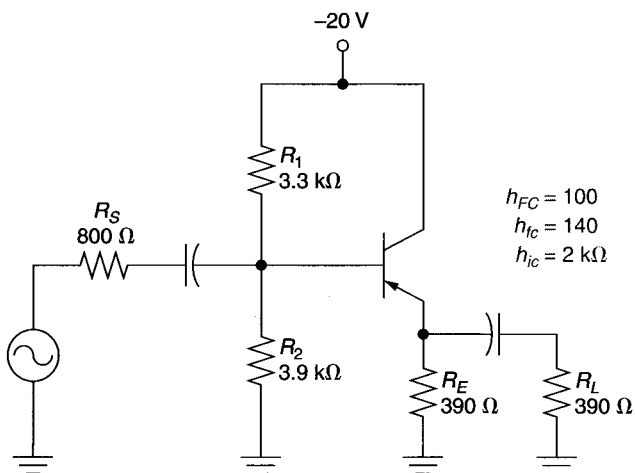 −20 V
R1
3.3 kΩ
RS
800 Ω
hFC = 100
hfc = 140
hic = 2 kΩ
R2
3.9 kΩ
RE
390 Ω
RL
390 Ω